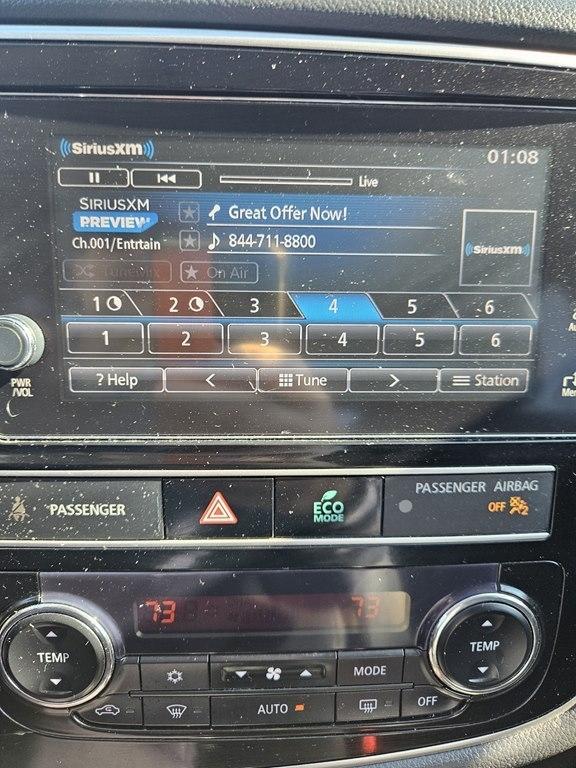 SiriusXM
01:08
Live
SIRIUSXM
PREVIEW
Great Offer Now!
844-711-8800
Ch.001/Entrtain
SiriusXM
TuneMix
On Air
1 2 3 4 5 6
1 2 3 4 5 6
? Help < Tune > Station
PWR
/VOL
PASSENGER
ECO
MODE
PASSENGER AIRBAG
OFF
73 73
TEMP
TEMP
MODE
AUTO
OFF